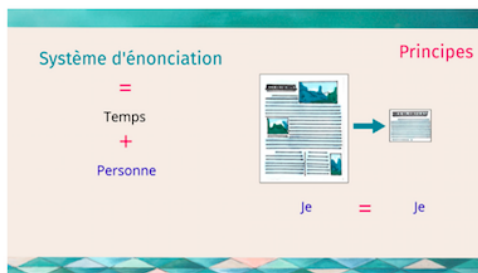 Principes
Système d'énonciation
=
Temps
+
Personne
Je = Je